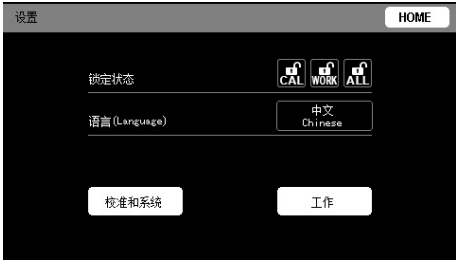 设置
HOME
锁定状态
CAL WORK ALL
语言(Language)
中文
Chinese
校准和系统
工作